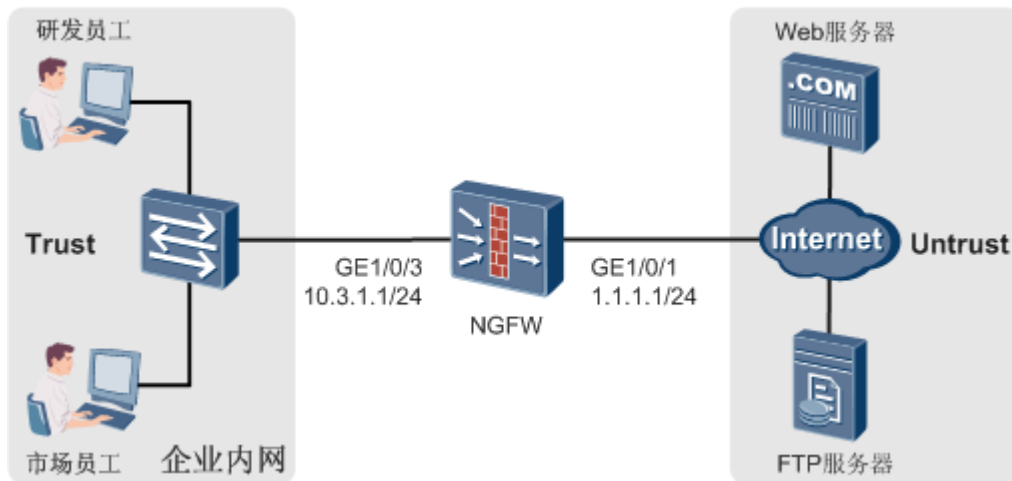 研发员工
Trust
市场员工
企业内网
GE1/0/3
10.3.1.1/24
NGFW
GE1/0/1
1.1.1.1/24
Web服务器
.COM
Internet
Untrust
FTP服务器